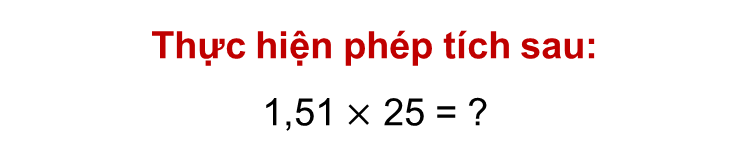 Thực hiện phép tích sau:
1,51 × 25 = ?